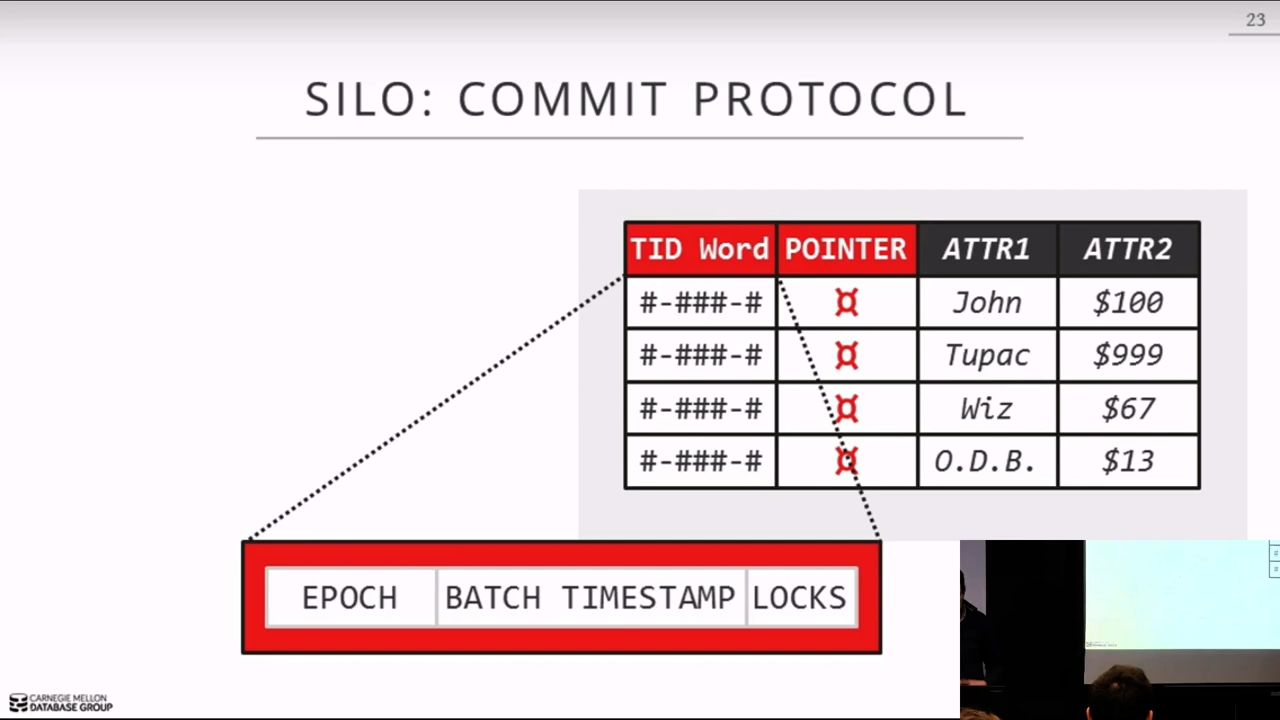 23
SILO: COMMIT PROTOCOL
TID Word POINTER ATTR1 ATTR2
#-###-# ¤ John $100
#-###-# ¤ Tupac $999
#-###-# ¤ Wiz $67
#-###-# ¤ O.D.B. $13
EPOCH BATCH TIMESTAMP LOCKS
CARNEGIE MELLON
DATABASE GROUP